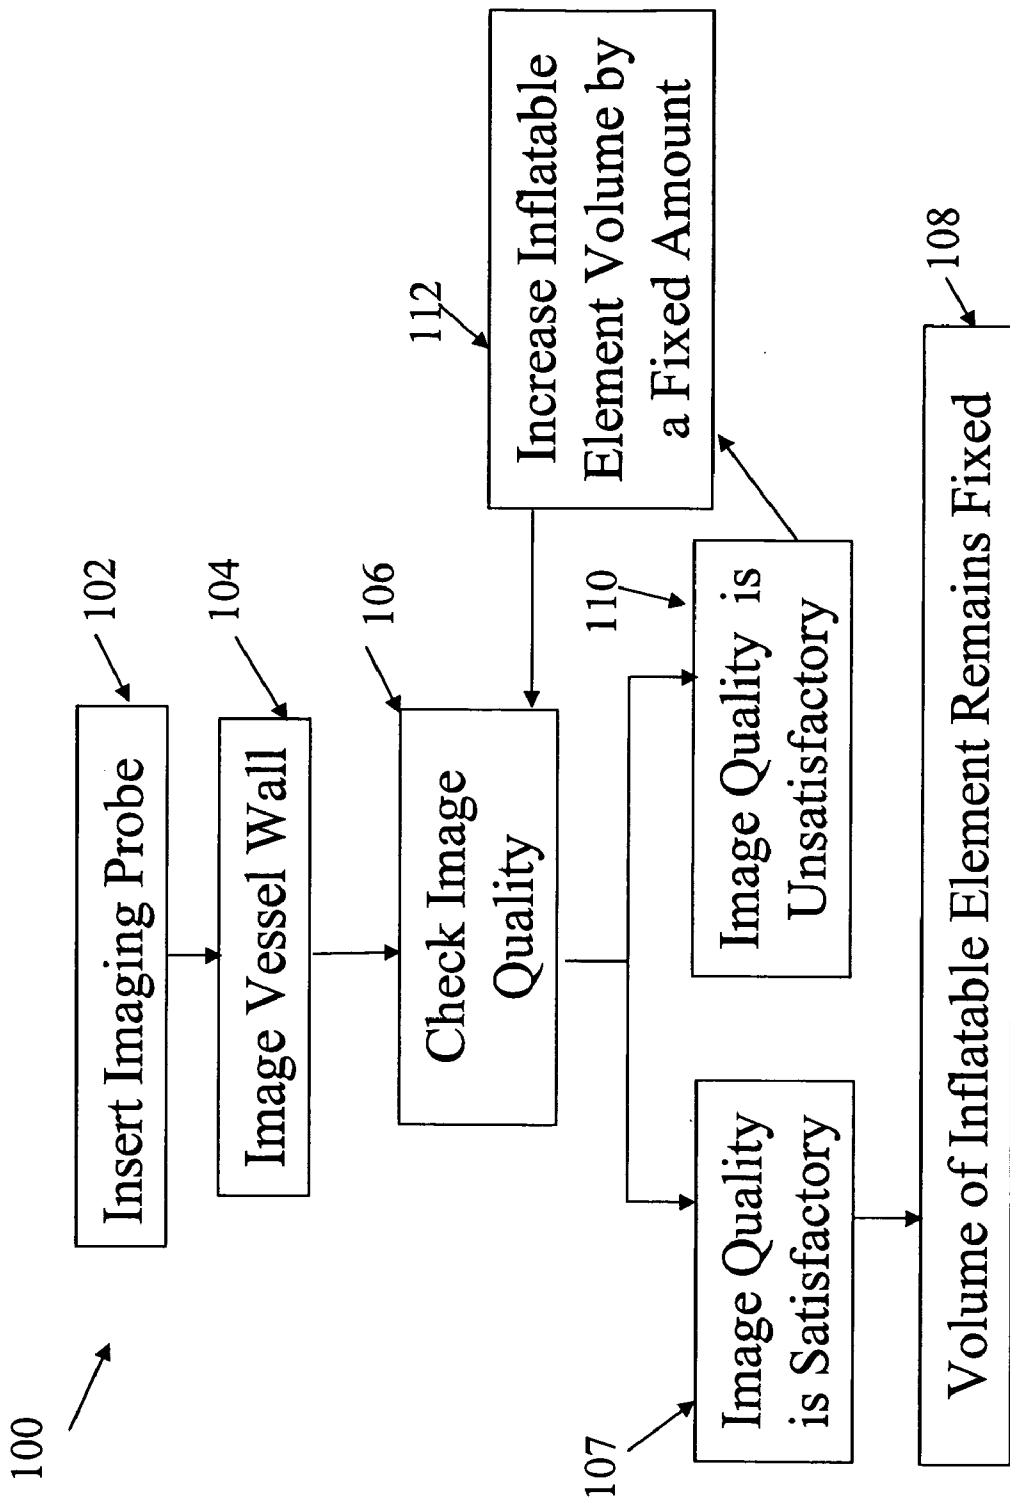 100
Insert Imaging Probe
102
Image Vessel Wall
104
Check Image
Quality
106
Increase Inflatable
Element Volume by
a Fixed Amount
112
Image Quality
is Satisfactory
107
Image Quality is
Unsatisfactory
110
Volume of Inflatable Element Remains Fixed
108